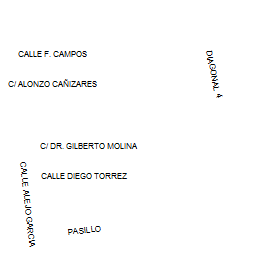 CALLE F. CAMPOS
DIAGONAL 4
C/ ALONZO CAÑIZARES
C/ DR. GILBERTO MOLINA
CALLE DIEGO TORREZ
CALLE ALEJO GARCIA
PASILLO